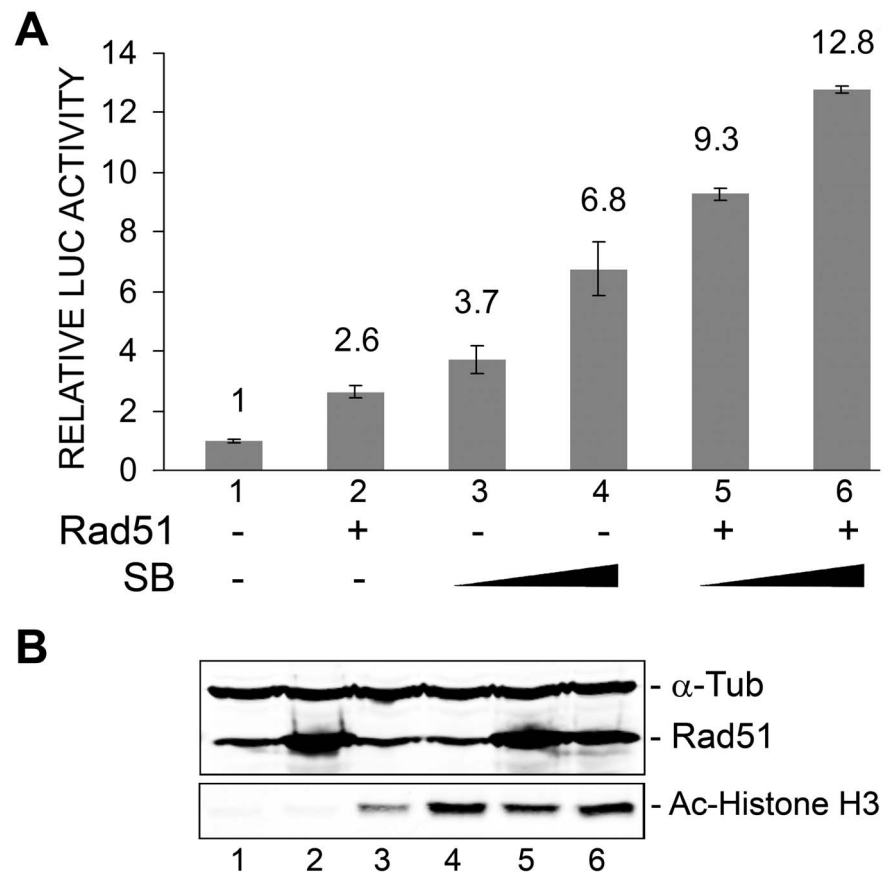 A
RELATIVE LUC ACTIVITY
14
12
10
8
6
4
2
0
1
2.6
3.7
6.8
9.3
12.8
1 2 3 4 5 6
Rad51 - + - - + +
SB - -
B
- α-Tub
- Rad51
- Ac-Histone H3
1 2 3 4 5 6